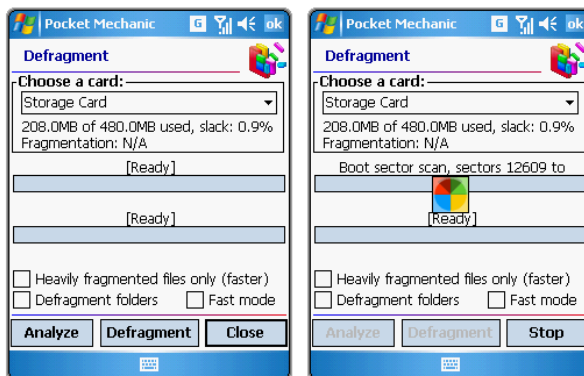 Pocket Mechanic G ok
Defragment
Choose a card:
Storage Card
208.0MB of 480.0MB used, slack: 0.9%
Fragmentation: N/A
[Ready]
[Ready]
Heavily fragmented files only (faster)
Defragment folders Fast mode
Analyze Defragment Close
Pocket Mechanic G ok
Defragment
Choose a card:
Storage Card
208.0MB of 480.0MB used, slack: 0.9%
Fragmentation: N/A
Boot sector scan, sectors 12609 to
[Ready]
Heavily fragmented files only (faster)
Defragment folders Fast mode
Analyze Defragment Stop